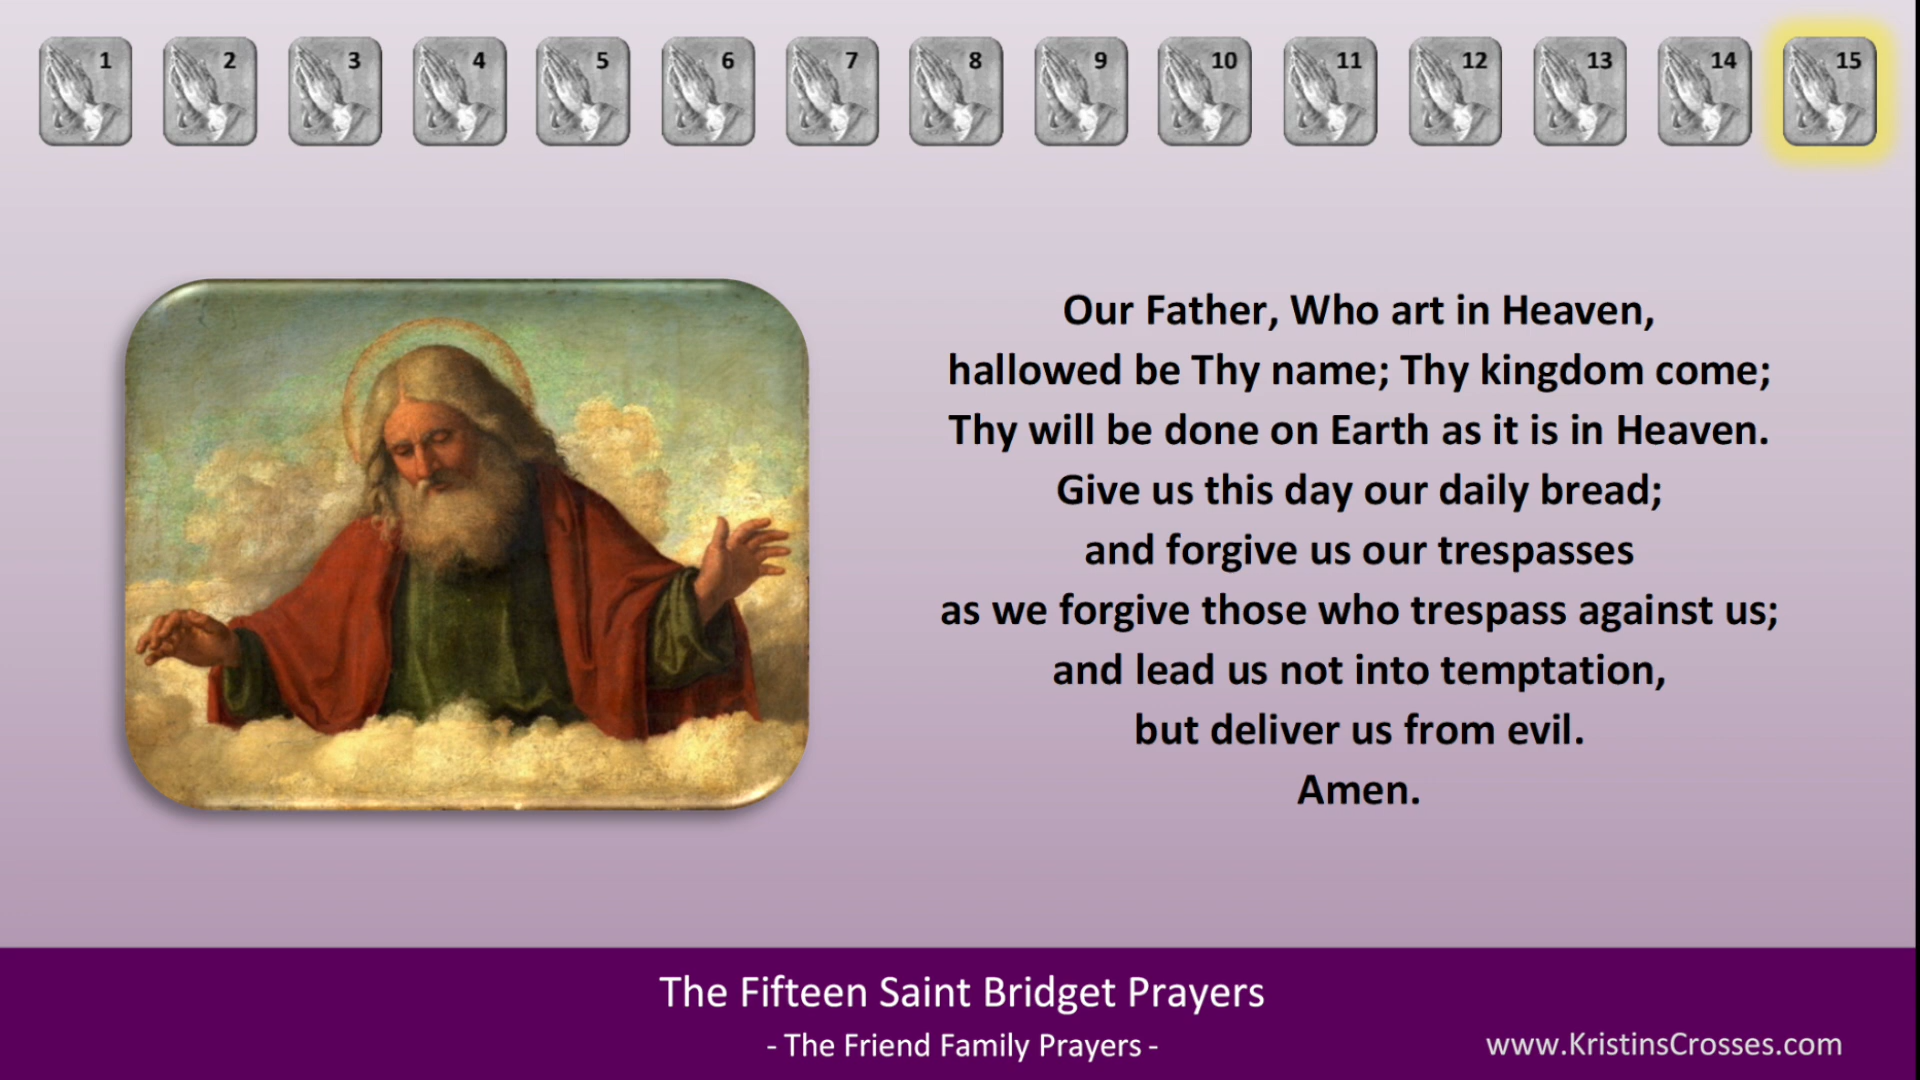 1 2 3 4 5 6 7 8 9 10 11 12 13 14 15
Our Father, Who art in Heaven,
hallowed be Thy name; Thy kingdom come;
Thy will be done on Earth as it is in Heaven.
Give us this day our daily bread;
and forgive us our trespasses
as we forgive those who trespass against us;
and lead us not into temptation,
but deliver us from evil.
Amen.
The Fifteen Saint Bridget Prayers
- The Friend Family Prayers -
www.KristinsCrosses.com